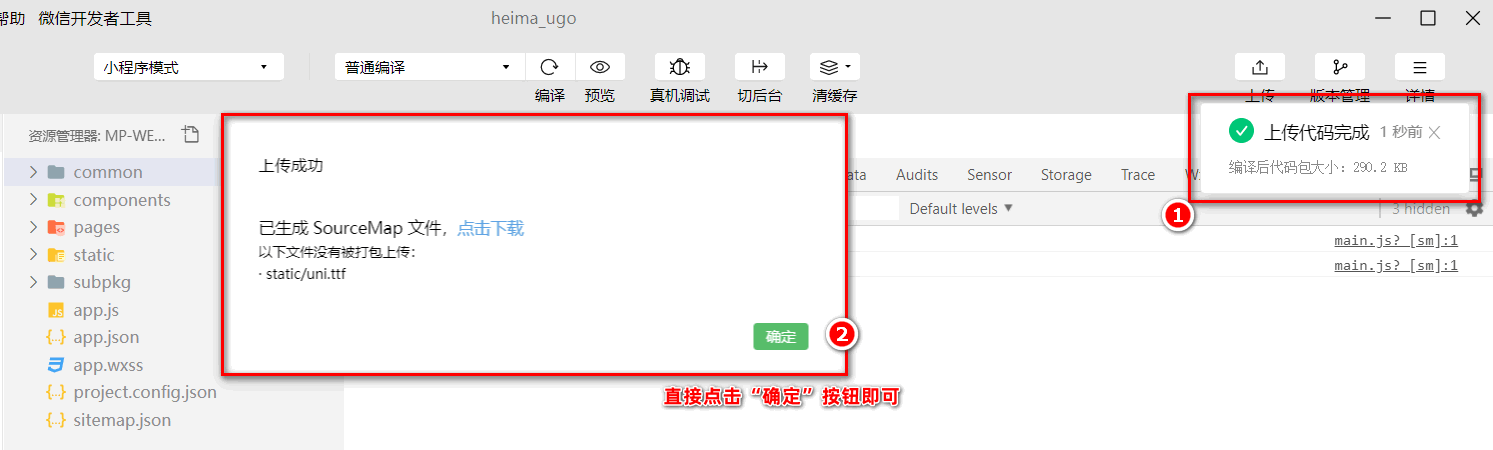 帮助 微信开发者工具 heima_ugo
小程序模式 普通编译
编译 预览 真机调试 切后台 清缓存 上传 版本管理 详情
资源管理器: MP-WE...
上传代码完成 1 秒前
编译后代码包大小：290.2 KB
common
components
pages
static
subpkg
app.js
app.json
app.wxss
project.config.json
sitemap.json
上传成功
已生成 SourceMap 文件，点击下载
以下文件没有被打包上传：
· static/uni.ttf
确定
2
直接点击“确定”按钮即可
Audits Sensor Storage Trace
1
Default levels ▼ 3 hidden
main.js? [sm]:1
main.js? [sm]:1